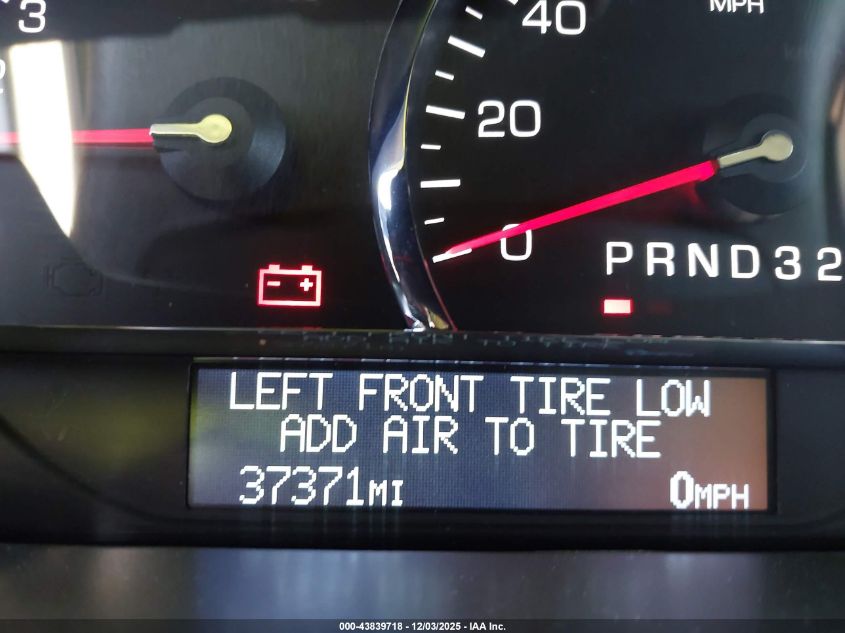 3
40
MPH
20
0
PRND32
LEFT FRONT TIRE LOW
ADD AIR TO TIRE
37371MI 0MPH
000-43839718 - 12/03/2025 - IAA Inc.